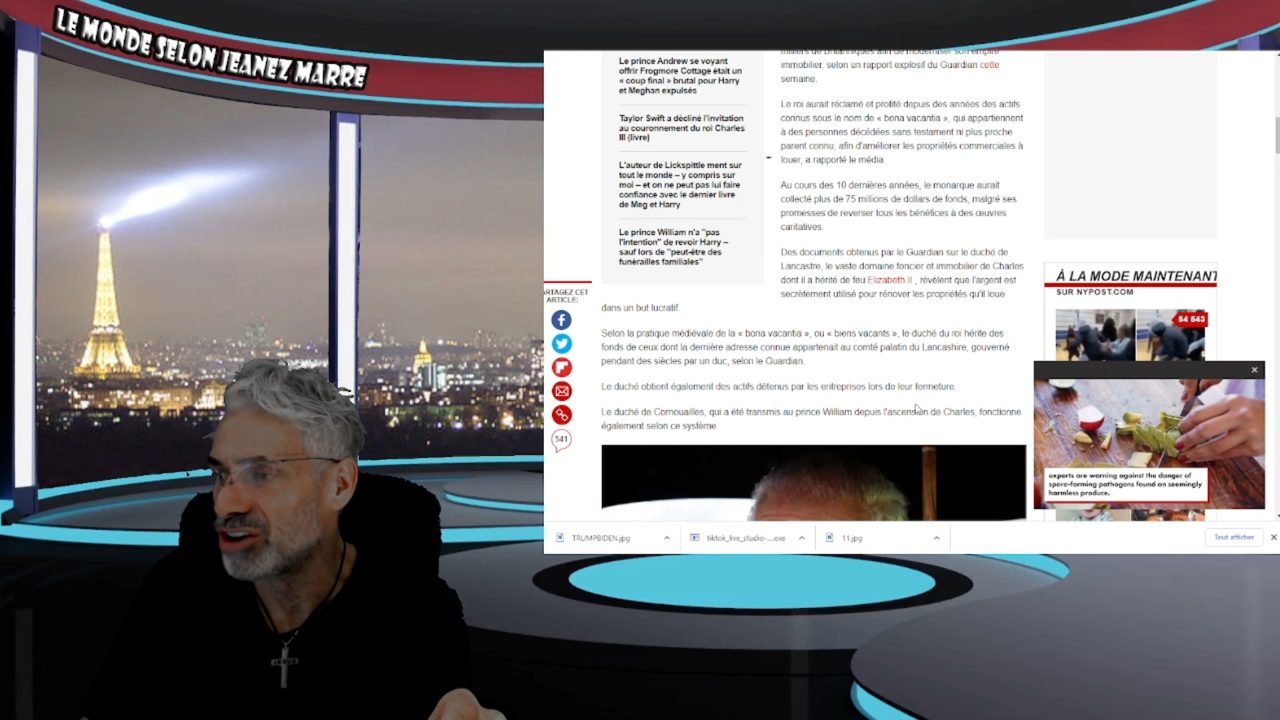 LE MONDE SELON JEANEZ MARRE
Le prince Andrew se voyant
offrir Frogmore Cottage était un
« coup final » brutal pour Harry
et Meghan expulsés
Taylor Swift a décliné l'invitation
au couronnement du roi Charles
III (livre)
L'auteur de Lickspittle ment sur
tout le monde – y compris sur
moi – et on ne peut pas lui faire
confiance avec le dernier livre
de Meg et Harry
Le prince William n'a "pas
l'intention" de revoir Harry –
sauf lors de "peut-être des
funérailles familiales"
milliers de Britanniques afin de moderniser son empire
immobilier, selon un rapport explosif du Guardian cette
semaine.
Le roi aurait réclamé et profité depuis des années des actifs
connus sous le nom de « bona vacantia », qui appartiennent
à des personnes décédées sans testament ni plus proche
parent connu, afin d'améliorer les propriétés commerciales à
louer, a rapporté le média.
Au cours des 10 dernières années, le monarque aurait
collecté plus de 75 millions de dollars de fonds, malgré ses
promesses de reverser tous les bénéfices à des œuvres
caritatives.
Des documents obtenus par le Guardian sur le duché de
Lancastre, le vaste domaine foncier et immobilier de Charles
dont il a hérité de feu Elizabeth II , révèlent que l'argent est
secrètement utilisé pour rénover les propriétés qu'il loue
dans un but lucratif.
Selon la pratique médiévale de la « bona vacantia », ou « biens vacants », le duché du roi hérite des
fonds de ceux dont la dernière adresse connue appartenait au comté palatin du Lancashire, gouverné
pendant des siècles par un duc, selon le Guardian.
Le duché obtient également des actifs détenus par les entreprises lors de leur fermeture.
Le duché de Cornouailles, qui a été transmis au prince William depuis l'ascension de Charles, fonctionne
également selon ce système.
ARTAGEZ CET
ARTICLE:
541
À LA MODE MAINTENANT
SUR NYPOST.COM
54 543
experts are warning against the danger of
spore-forming pathogens found on seemingly
harmless produce.
TRUMPBIDEN.jpg
tiktok_live_studio-....exe
11.jpg
Tout afficher